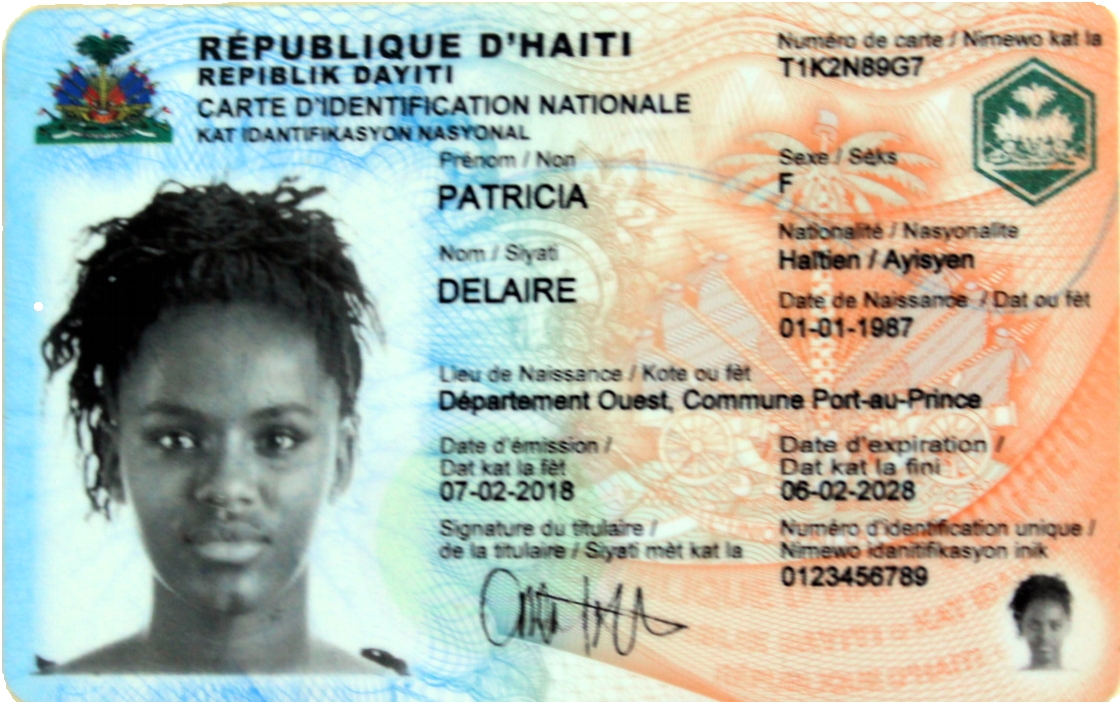 RÉPUBLIQUE D'HAITI
REPIBLIK DAYITI
CARTE D'IDENTIFICATION NATIONALE
KAT IDANTIFIKASYON NASYONAL
Numéro de carte / Nimewo kat la
T1K2N89G7
Prénom / Non
PATRICIA
Sexe / Sèks
F
Nom / Siyati
DELAIRE
Nationalité / Nasyonalite
Haïtien / Ayisyen
Date de Naissance / Dat ou fèt
01-01-1987
Lieu de Naissance / Kote ou fèt
Département Ouest, Commune Port-au-Prince
Date d'émission /
Dat kat la fèt
07-02-2018
Date d'expiration /
Dat kat la fini
06-02-2028
Signature du titulaire /
de la titulaire / Siyati mèt kat la
Numéro d'identification unique /
Nimewo idanitifikasyon inik
0123456789